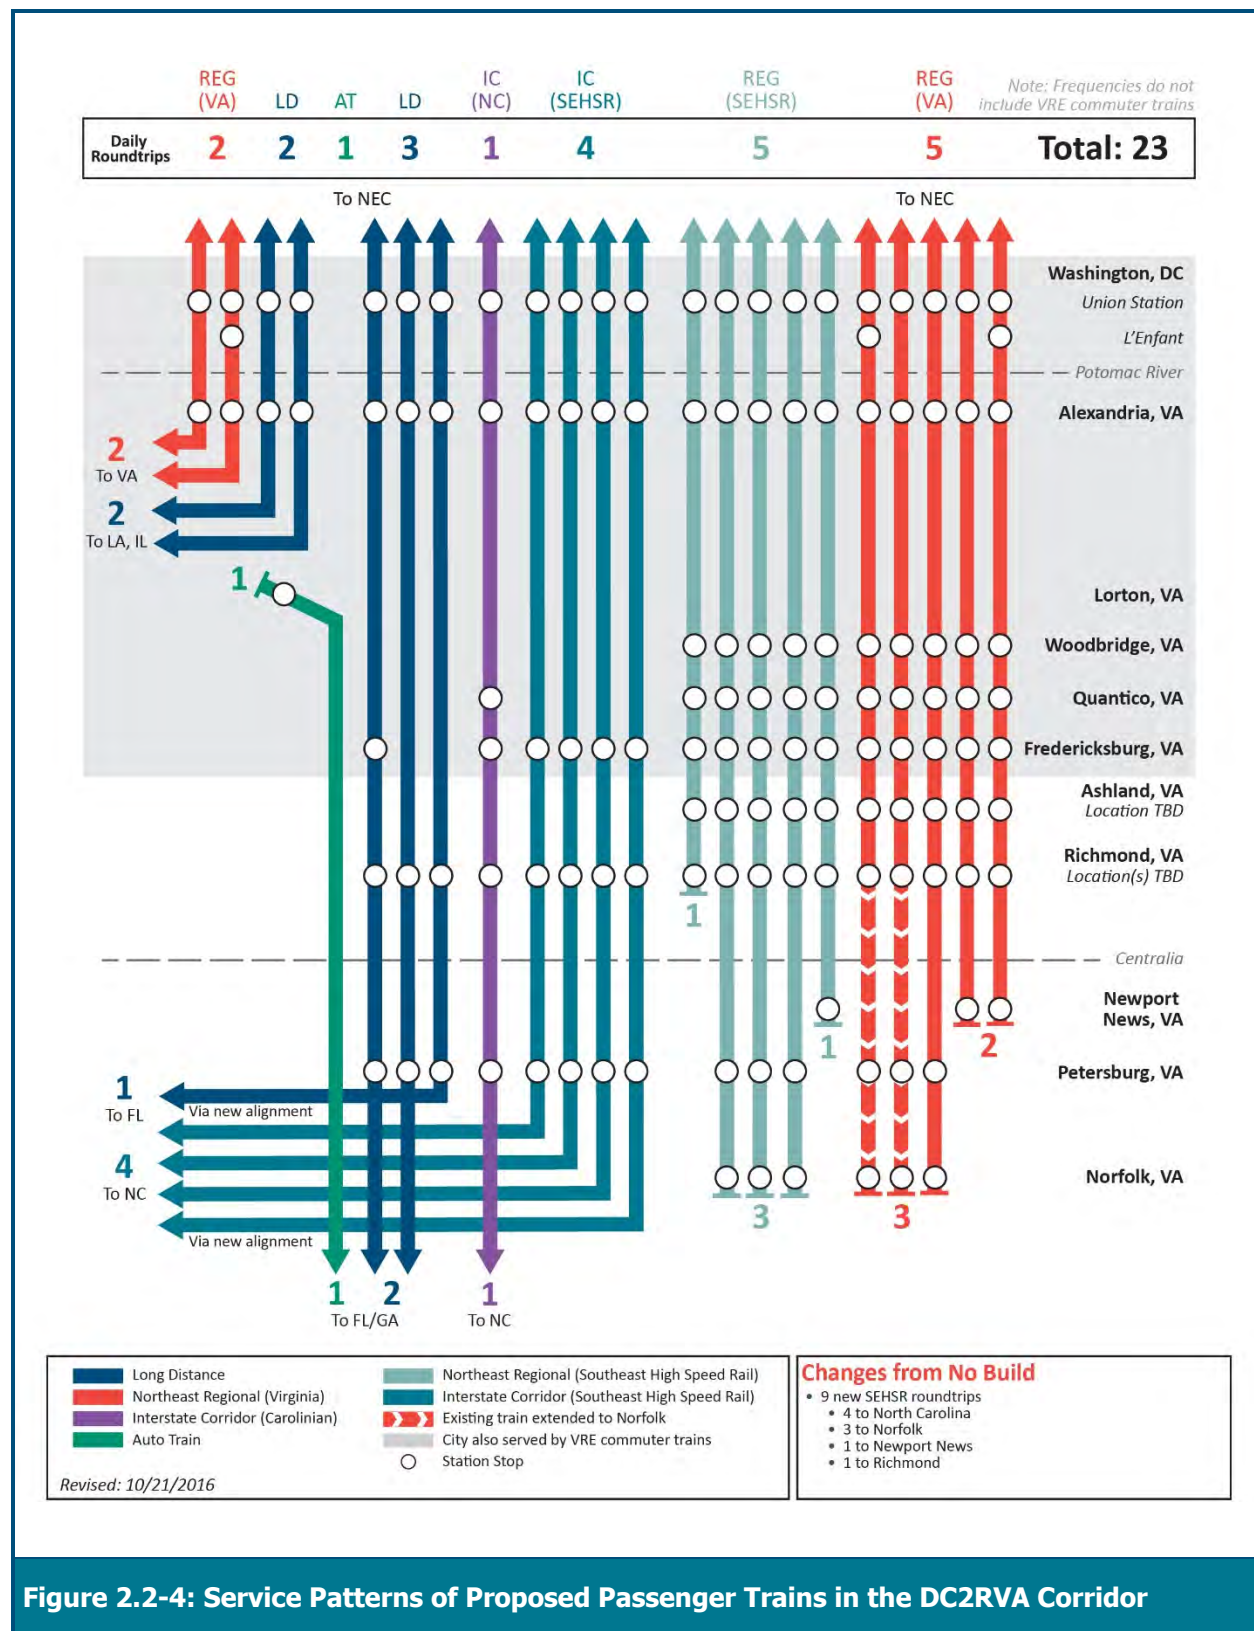 REG (VA)
LD
AT
LD
IC (NC)
IC (SEHSR)
REG (SEHSR)
REG (VA)
Note: Frequencies do not
include VRE commuter trains
Daily
Roundtrips
2 2 1 3 1 4 5 5 Total: 23
To NEC
To NEC
Washington, DC
Union Station
L'Enfant
Potomac River
Alexandria, VA
2
To VA
2
To LA, IL
1
Lorton, VA
Woodbridge, VA
Quantico, VA
Fredericksburg, VA
Ashland, VA
Location TBD
Richmond, VA
Location(s) TBD
1
Centralia
Newport
News, VA
1
2
Petersburg, VA
1
To FL
Via new alignment
4
To NC
Via new alignment
Norfolk, VA
3
3
1 2
To FL/GA
1
To NC
Long Distance
Northeast Regional (Virginia)
Interstate Corridor (Carolinian)
Auto Train
Northeast Regional (Southeast High Speed Rail)
Interstate Corridor (Southeast High Speed Rail)
Existing train extended to Norfolk
City also served by VRE commuter trains
Station Stop
Revised: 10/21/2016
Changes from No Build
• 9 new SEHSR roundtrips
• 4 to North Carolina
• 3 to Norfolk
• 1 to Newport News
• 1 to Richmond
Figure 2.2-4: Service Patterns of Proposed Passenger Trains in the DC2RVA Corridor